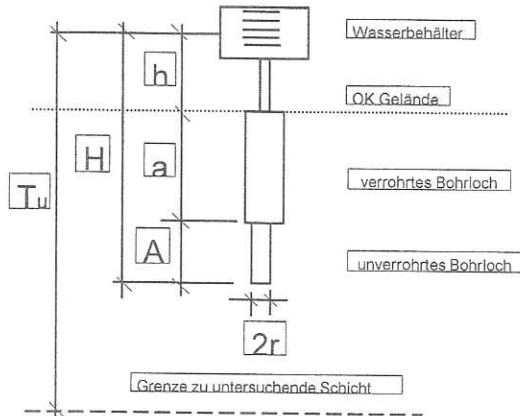 Wasserbehälter
h
OK Gelände
H
a
Tu
verrohrtes Bohrloch
A
unverrohrtes Bohrloch
2r
Grenze zu untersuchende Schicht